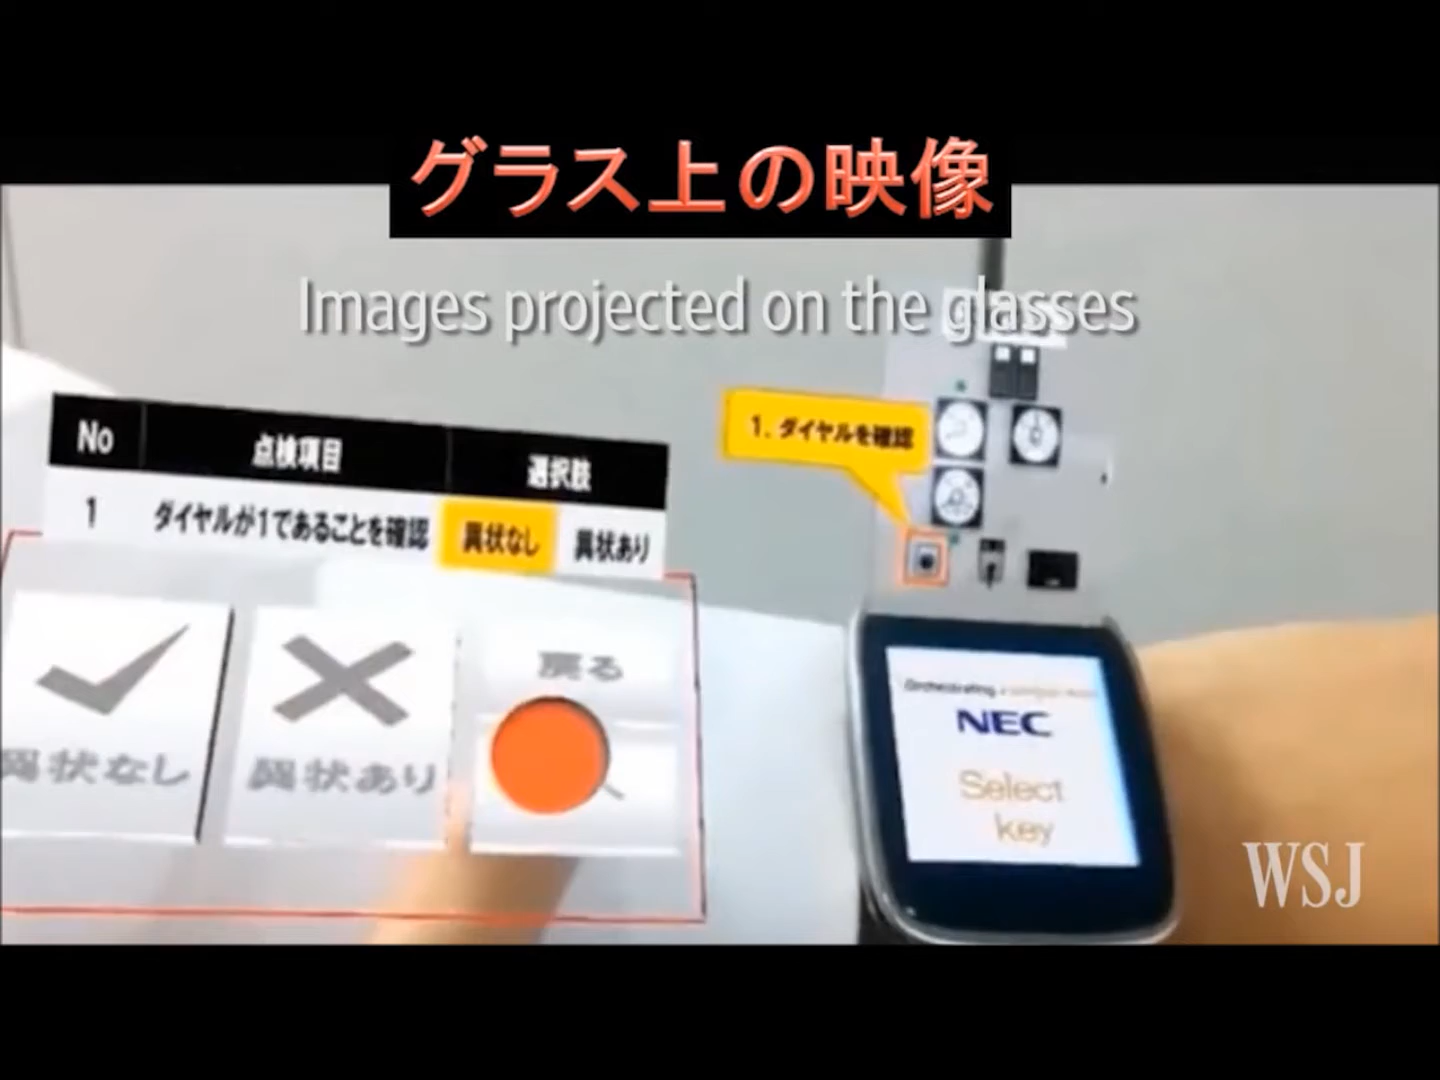 グラス上の映像
Images projected on the glasses
No 点検項目 選択肢
1 ダイヤルが1であることを確認 異状なし 異状あり
1. ダイヤルを確認
異状なし
異状あり
戻る
Orchestrating a brighter world
NEC
Select
key
WSJ